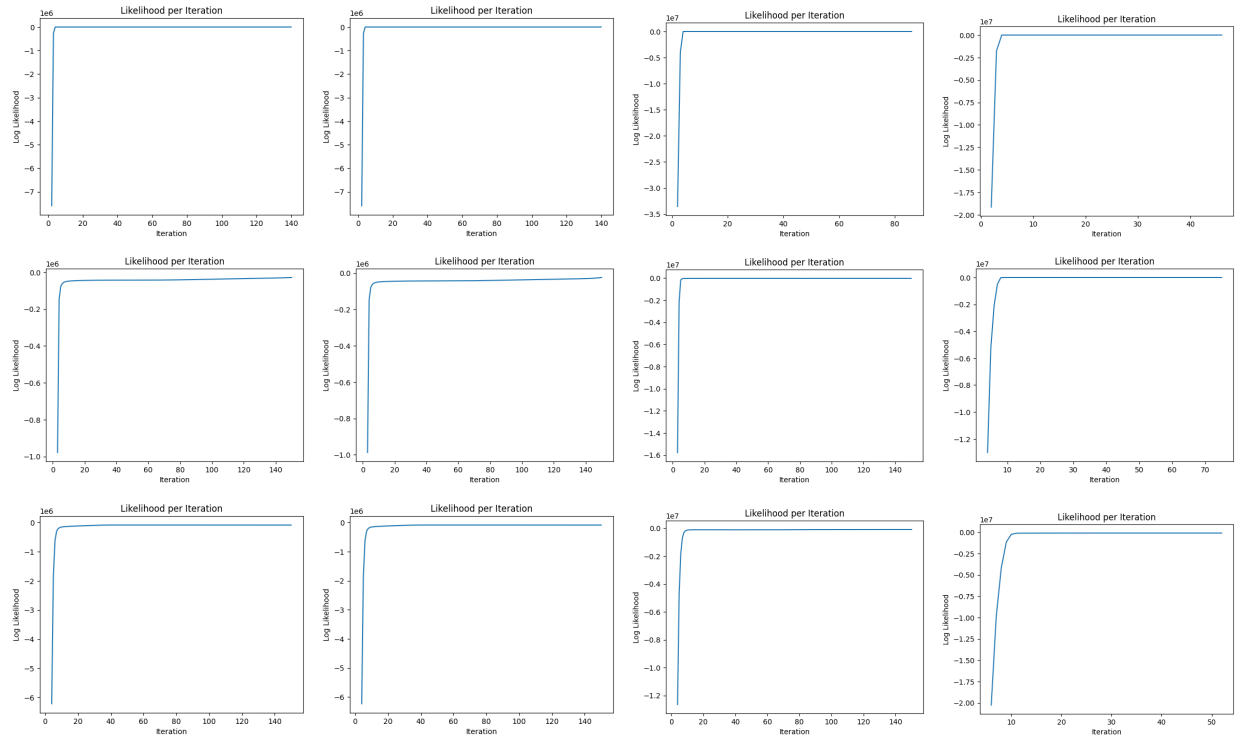 Likelihood per Iteration
1e6
0
−1
−2
−3
−4
−5
−6
−7
Log Likelihood
0 20 40 60 80 100 120 140
Iteration
Likelihood per Iteration
1e6
0
−1
−2
−3
−4
−5
−6
−7
Log Likelihood
0 20 40 60 80 100 120 140
Iteration
Likelihood per Iteration
1e7
0.0
−0.5
−1.0
−1.5
−2.0
−2.5
−3.0
−3.5
Log Likelihood
0 20 40 60 80
Iteration
Likelihood per Iteration
1e7
0.00
−0.25
−0.50
−0.75
−1.00
−1.25
−1.50
−1.75
−2.00
Log Likelihood
0 10 20 30 40
Iteration
Likelihood per Iteration
1e6
0.0
−0.2
−0.4
−0.6
−0.8
−1.0
Log Likelihood
0 20 40 60 80 100 120 140
Iteration
Likelihood per Iteration
1e6
0.0
−0.2
−0.4
−0.6
−0.8
−1.0
Log Likelihood
0 20 40 60 80 100 120 140
Iteration
Likelihood per Iteration
1e7
0.0
−0.2
−0.4
−0.6
−0.8
−1.0
−1.2
−1.4
−1.6
Log Likelihood
0 20 40 60 80 100 120 140
Iteration
Likelihood per Iteration
1e7
0.0
−0.2
−0.4
−0.6
−0.8
−1.0
−1.2
Log Likelihood
10 20 30 40 50 60 70
Iteration
Likelihood per Iteration
1e6
0
−1
−2
−3
−4
−5
−6
Log Likelihood
0 20 40 60 80 100 120 140
Iteration
Likelihood per Iteration
1e6
0
−1
−2
−3
−4
−5
−6
Log Likelihood
0 20 40 60 80 100 120 140
Iteration
Likelihood per Iteration
1e7
0.0
−0.2
−0.4
−0.6
−0.8
−1.0
−1.2
Log Likelihood
0 20 40 60 80 100 120 140
Iteration
Likelihood per Iteration
1e7
0.00
−0.25
−0.50
−0.75
−1.00
−1.25
−1.50
−1.75
−2.00
Log Likelihood
10 20 30 40 50
Iteration